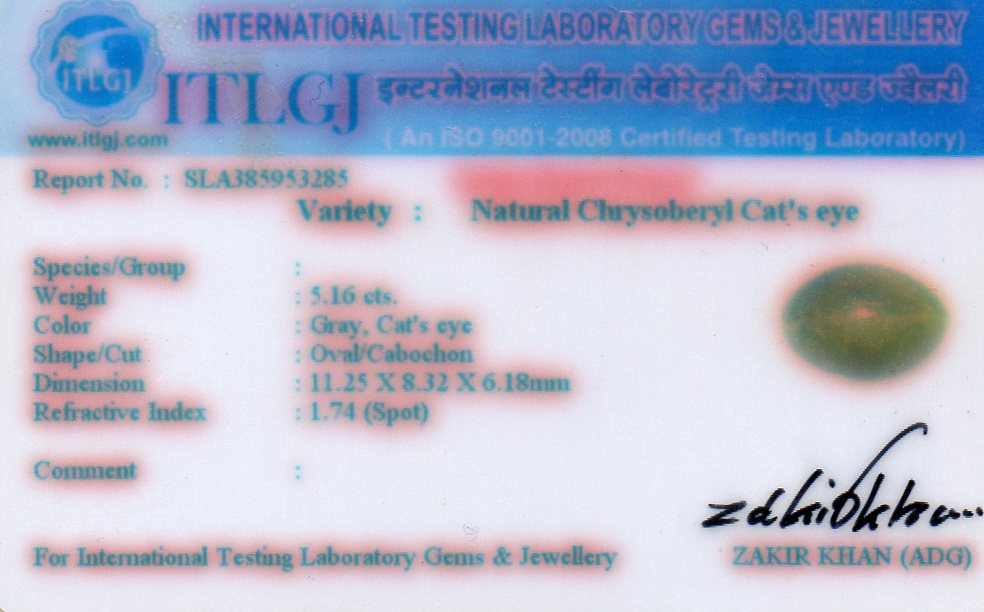 INTERNATIONAL TESTING LABORATORY GEMS & JEWELLERY
ITLGJ
ITLGJ
इन्टरनेशनल टेस्टींग लेबोरेट्री जेम्स एण्ड ज्वैलरी
www.itlgj.com
( An ISO 9001-2008 Certified Testing Laboratory)
Report No. : SLA385953285
Variety : Natural Chrysoberyl Cat's eye
Species/Group :
Weight : 5.16 cts.
Color : Gray, Cat's eye
Shape/Cut : Oval/Cabochon
Dimension : 11.25 X 8.32 X 6.18mm
Refractive Index : 1.74 (Spot)
Comment :
zakirkhan
For International Testing Laboratory Gems & Jewellery
ZAKIR KHAN (ADG)